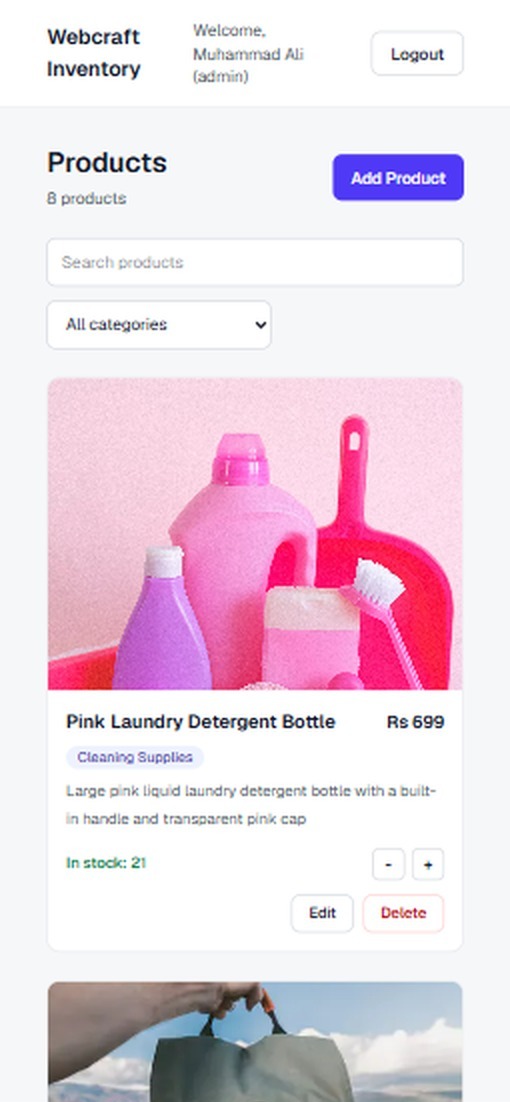 Webcraft
Inventory
Welcome,
Muhammad Ali
(admin)
Logout
Products
8 products
Add Product
Search products
All categories
Pink Laundry Detergent Bottle
Rs 699
Cleaning Supplies
Large pink liquid laundry detergent bottle with a built-
in handle and transparent pink cap
In stock: 21
-
+
Edit
Delete